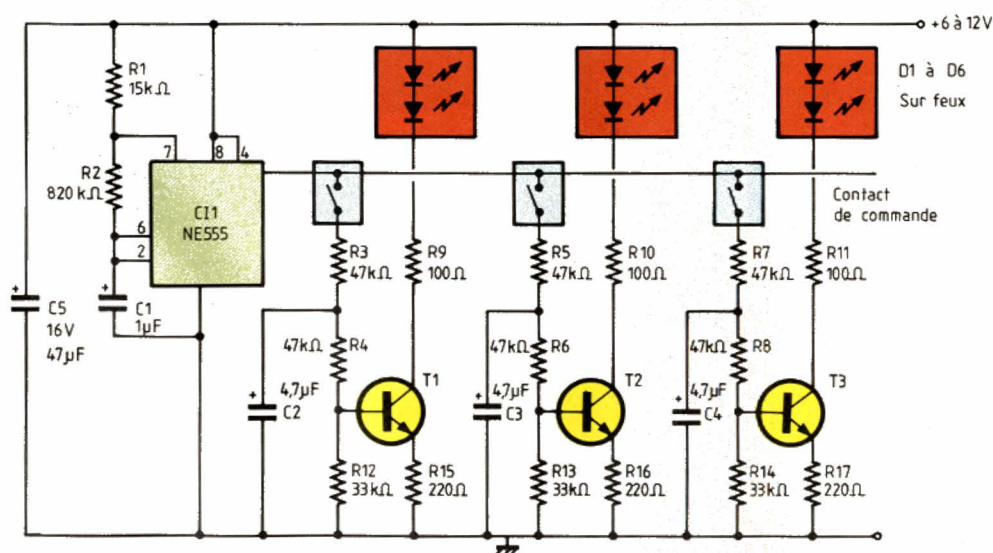 +6 à 12V
R1
15kΩ
D1 à D6
Sur feux
7
8
4
R2
820 kΩ
CI1
NE555
6
2
Contact
de commande
R3
47kΩ
R9
100Ω
R5
47kΩ
R10
100Ω
R7
47kΩ
R11
100Ω
C5
16V
47µF
C1
1µF
47kΩ
R4
47kΩ
R6
47kΩ
R8
4,7µF
C2
T1
4,7µF
C3
T2
4,7µF
C4
T3
R12
33kΩ
R15
220Ω
R13
33kΩ
R16
220Ω
R14
33kΩ
R17
220Ω